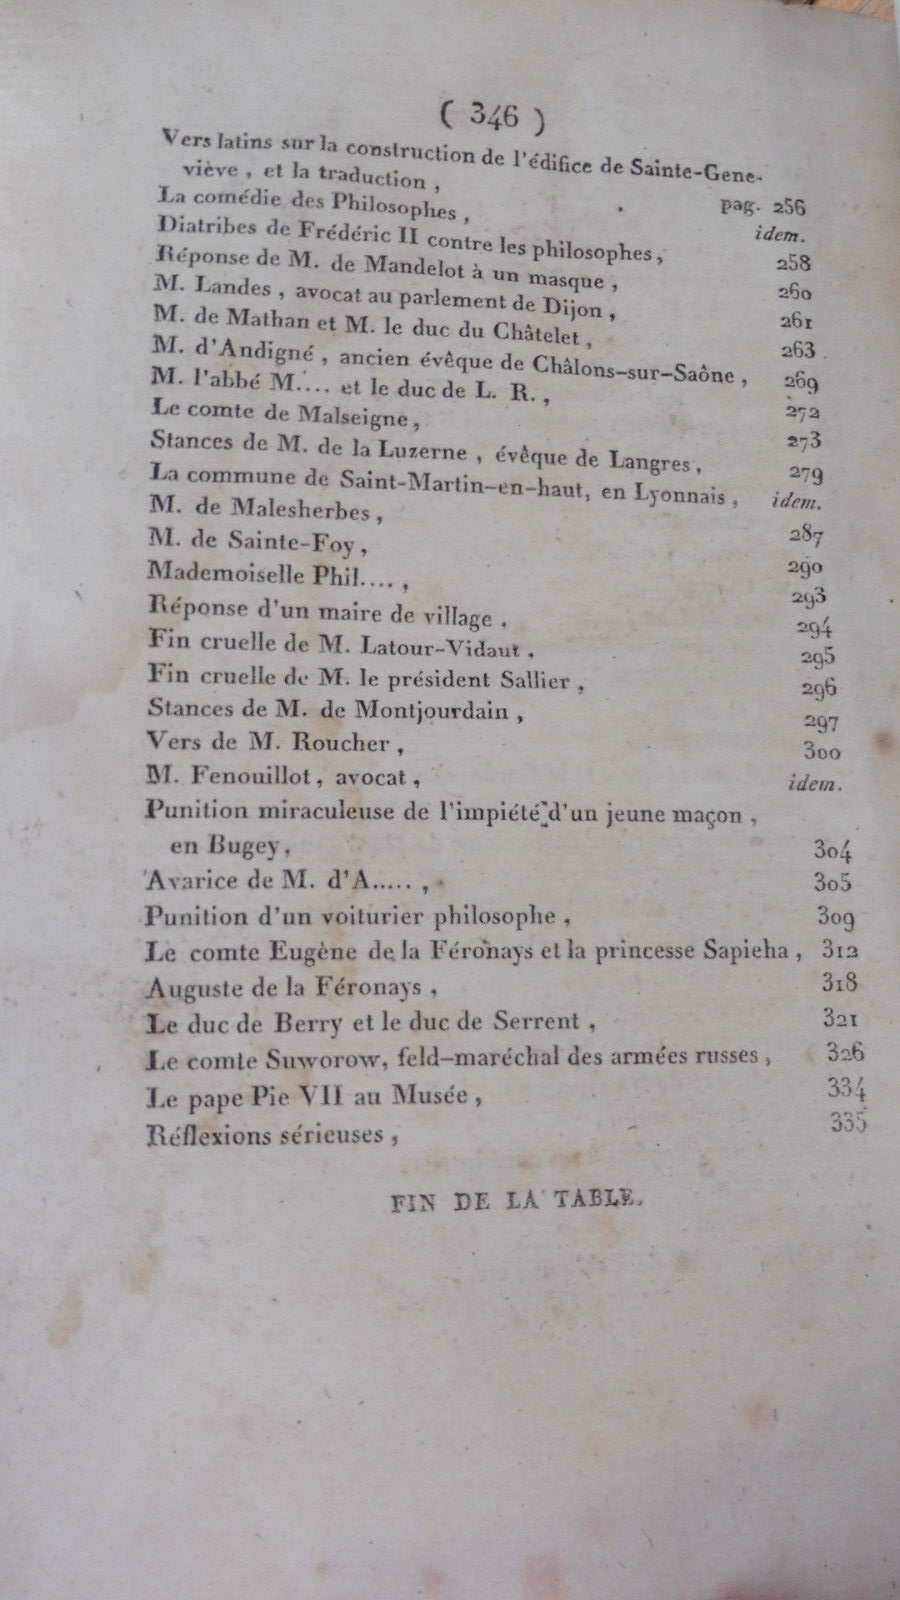 ( 346 )
Vers latins sur la construction de l'édifice de Sainte-Gene-
viève , et la traduction , pag. 256
La comédie des Philosophes , idem.
Diatribes de Frédéric II contre les philosophes , 258
Réponse de M. de Mandelot à un masque , 260
M. Landes , avocat au parlement de Dijon , 261
M. de Mathan et M. le duc du Châtelet , 263
M. d'Andigné , ancien évêque de Châlons-sur-Saône , 269
M. l'abbé M.... et le duc de L. R. , 272
Le comte de Malseigne , 273
Stances de M. de la Luzerne , évêque de Langres , 279
La commune de Saint-Martin-en-haut, en Lyonnais , idem.
M. de Malesherbes , 287
M. de Sainte-Foy , 290
Mademoiselle Phil.... , 293
Réponse d'un maire de village , 294
Fin cruelle de M. Latour-Vidaut , 295
Fin cruelle de M. le président Sallier , 296
Stances de M. de Montjourdain , 297
Vers de M. Roucher , 300
M. Fenouillot , avocat , idem.
Punition miraculeuse de l'impiété d'un jeune maçon ,
en Bugey , 304
Avarice de M. d'A..... , 305
Punition d'un voiturier philosophe , 309
Le comte Eugène de la Féronays et la princesse Sapieha , 312
Auguste de la Féronays , 318
Le duc de Berry et le duc de Serrent , 321
Le comte Suworow, feld-maréchal des armées russes , 326
Le pape Pie VII au Musée , 334
Réflexions sérieuses , 335
FIN DE LA TABLE.